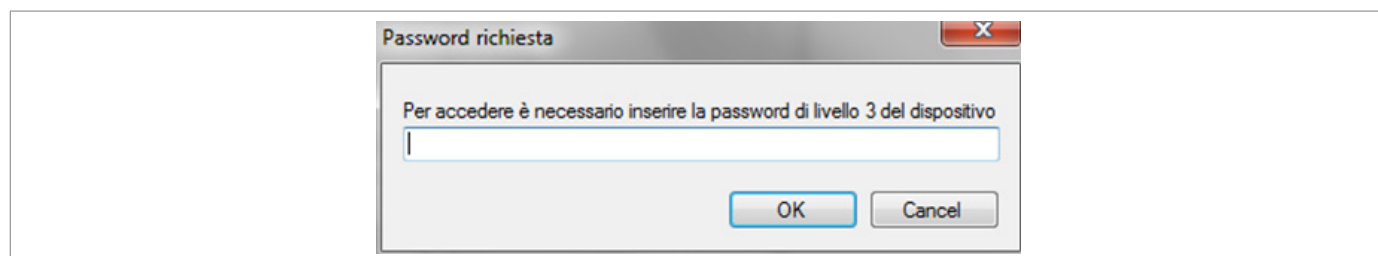 Password richiesta
Per accedere è necessario inserire la password di livello 3 del dispositivo
OK
Cancel